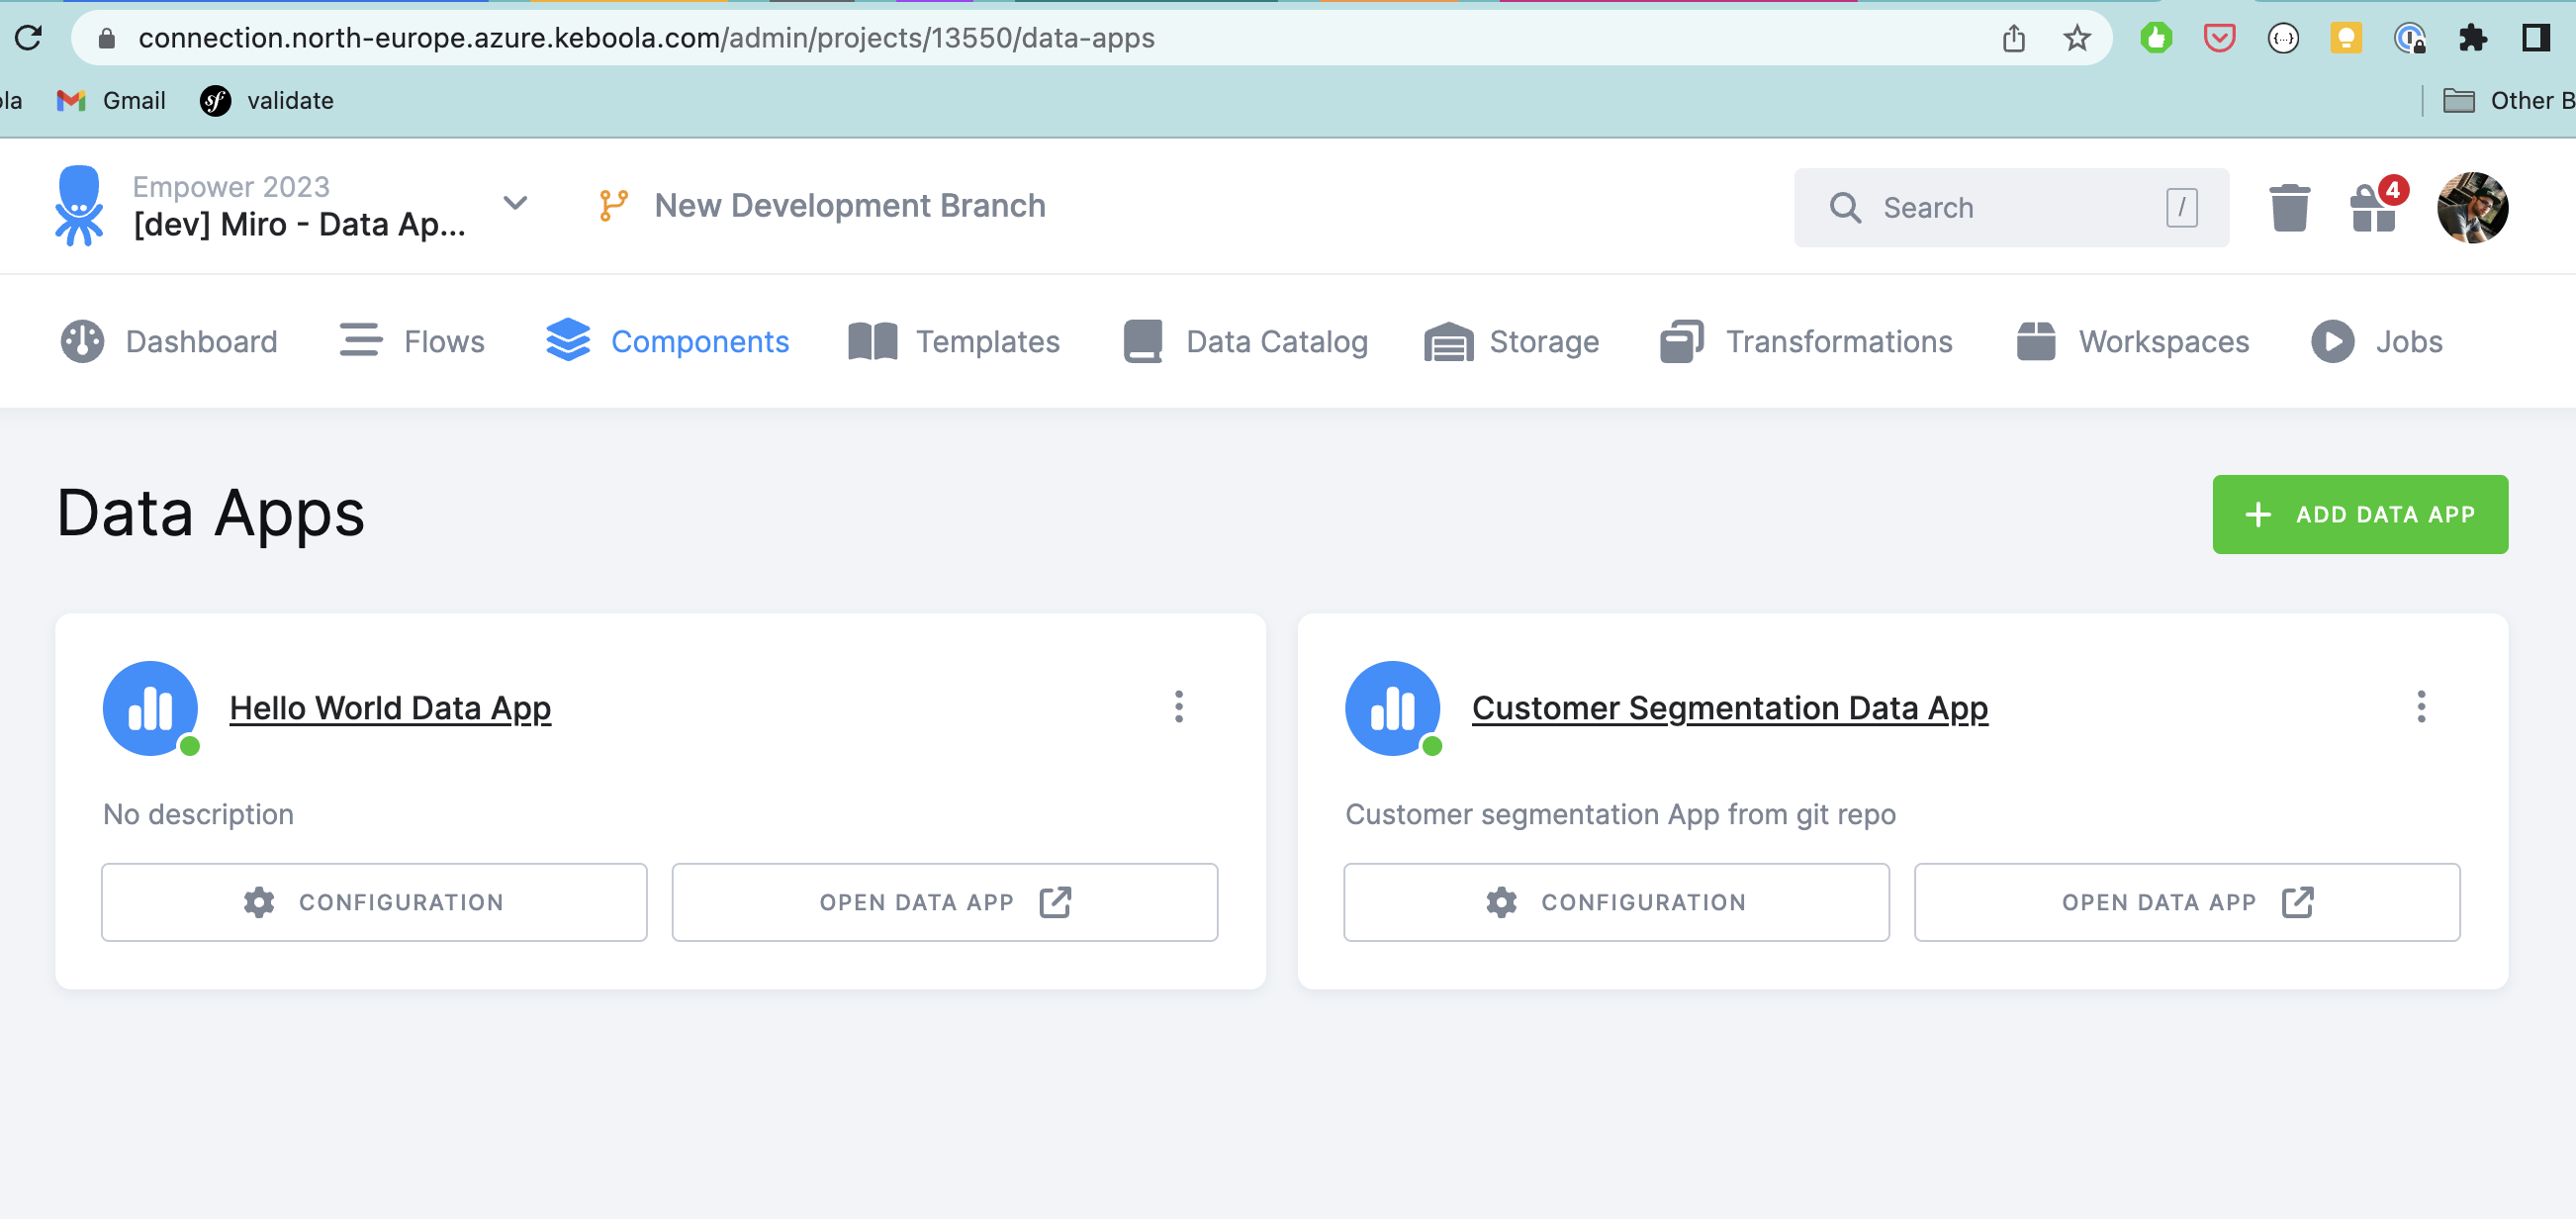 connection.north-europe.azure.keboola.com/admin/projects/13550/data-apps
ola Gmail sf validate Other B
Empower 2023
[dev] Miro - Data Ap...
New Development Branch
Search /
4
Dashboard Flows Components Templates Data Catalog Storage Transformations Workspaces Jobs
Data Apps
+ ADD DATA APP
Hello World Data App
No description
CONFIGURATION OPEN DATA APP
Customer Segmentation Data App
Customer segmentation App from git repo
CONFIGURATION OPEN DATA APP